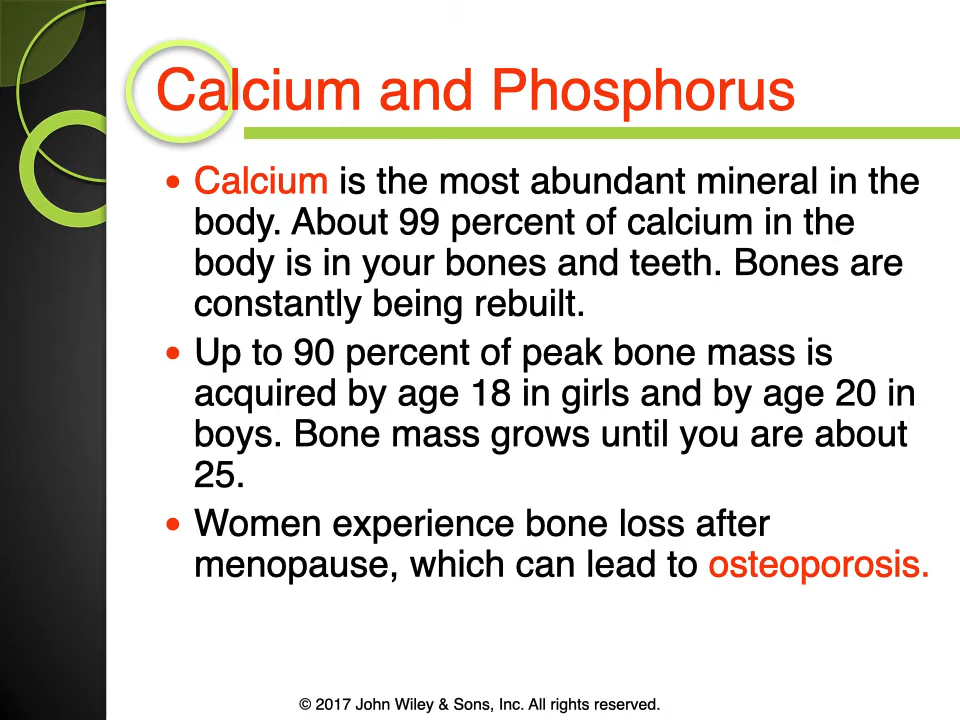 Calcium and Phosphorus
• Calcium is the most abundant mineral in the
body. About 99 percent of calcium in the
body is in your bones and teeth. Bones are
constantly being rebuilt.
• Up to 90 percent of peak bone mass is
acquired by age 18 in girls and by age 20 in
boys. Bone mass grows until you are about
25.
• Women experience bone loss after
menopause, which can lead to osteoporosis.
© 2017 John Wiley & Sons, Inc. All rights reserved.